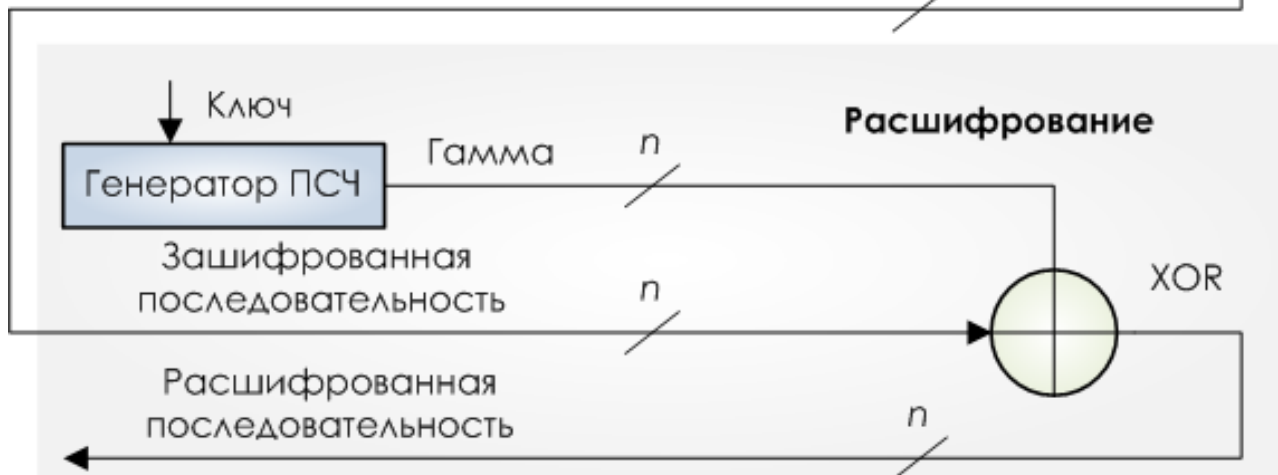 Ключ
Расшифрование
Гамма
n
Генератор ПСЧ
Зашифрованная
последовательность
n
XOR
Расшифрованная
последовательность
n